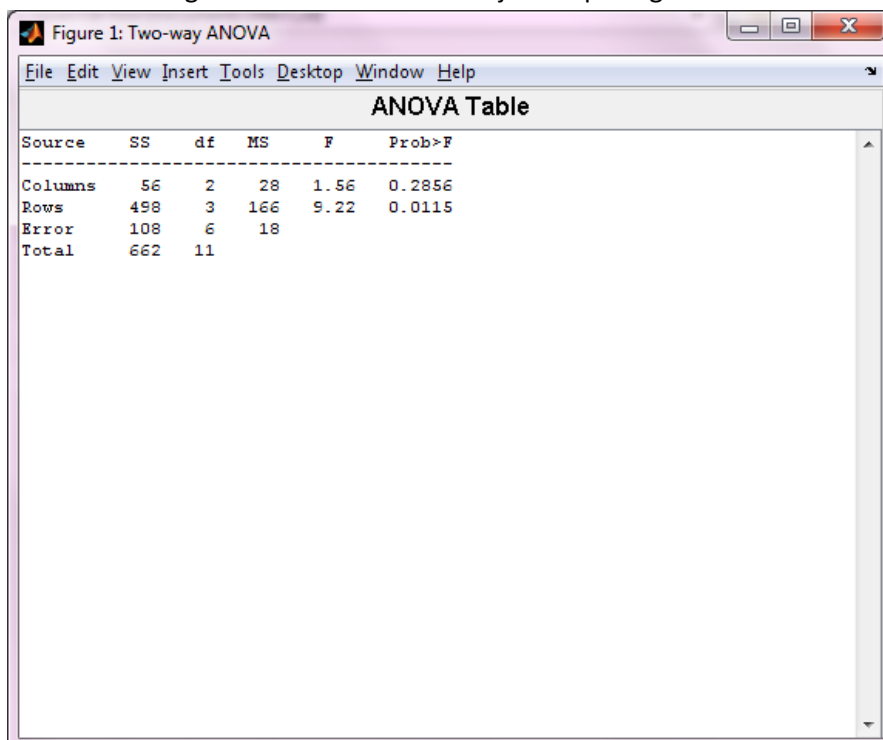 Figure 1: Two-way ANOVA
File Edit View Insert Tools Desktop Window Help
ANOVA Table
Source SS df MS F Prob>F
----------------------------------------
Columns 56 2 28 1.56 0.2856
Rows 498 3 166 9.22 0.0115
Error 108 6 18
Total 662 11